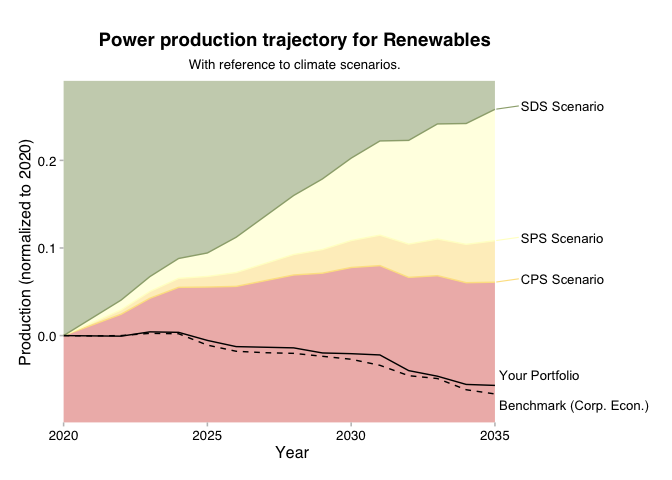 Power production trajectory for Renewables
With reference to climate scenarios.
Production (normalized to 2020)
0.2
0.1
0.0
SDS Scenario
SPS Scenario
CPS Scenario
Your Portfolio
Benchmark (Corp. Econ.)
2020
2025
2030
2035
Year